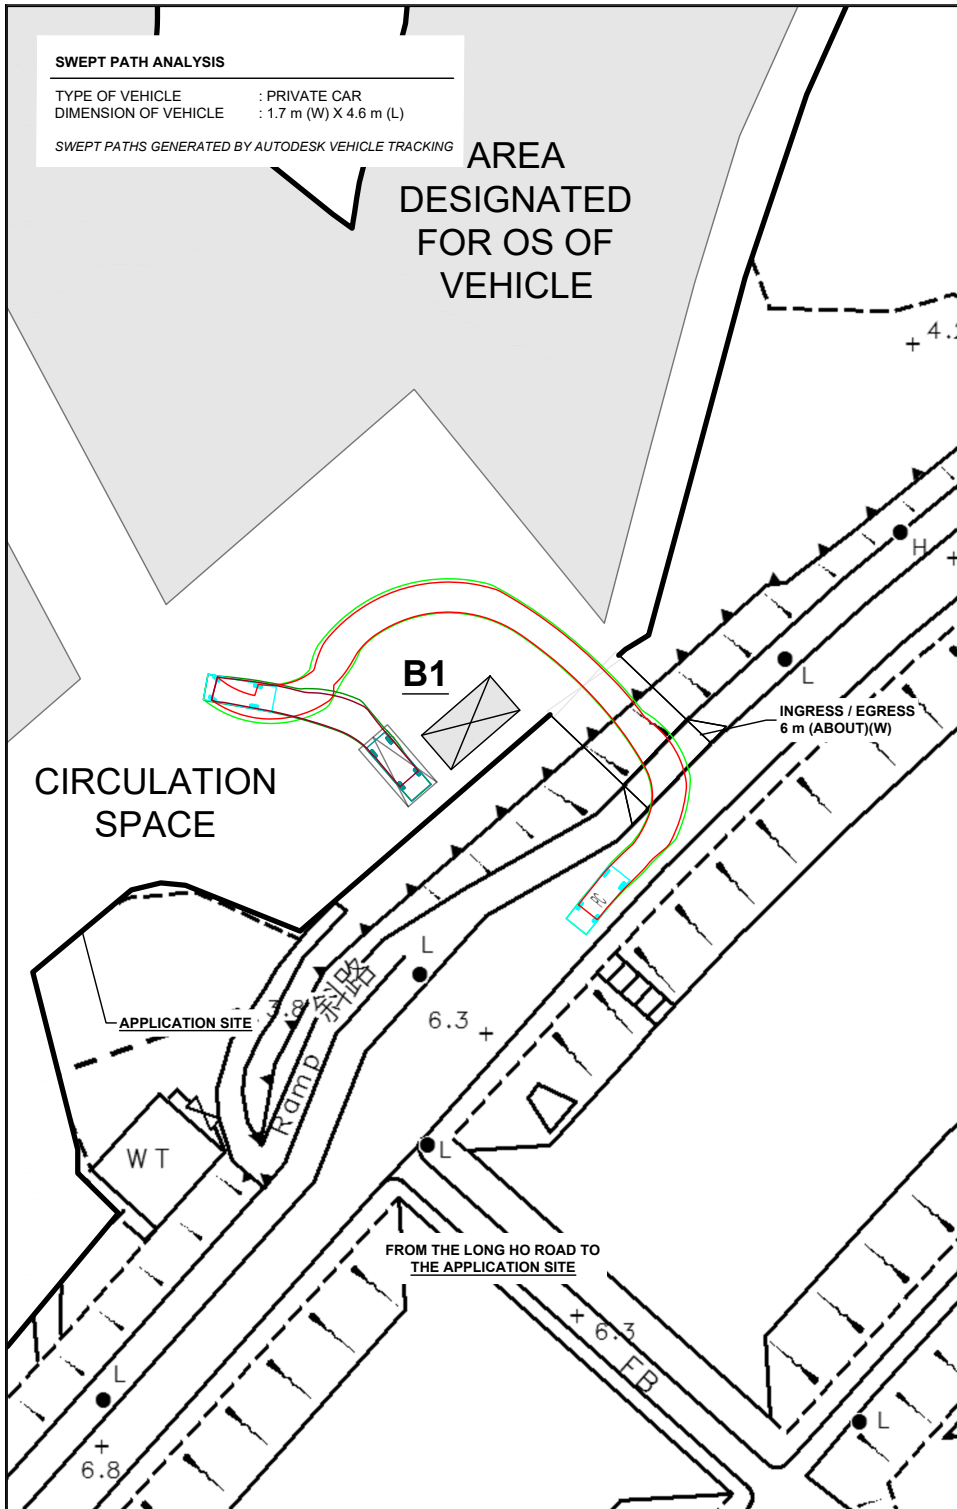 SWEPT PATH ANALYSIS
TYPE OF VEHICLE : PRIVATE CAR
DIMENSION OF VEHICLE : 1.7 m (W) X 4.6 m (L)
SWEPT PATHS GENERATED BY AUTODESK VEHICLE TRACKING
AREA
DESIGNATED
FOR OS OF
VEHICLE
H
L
B1
INGRESS / EGRESS
6 m (ABOUT)(W)
CIRCULATION
SPACE
PC
L
斜路
6.3
APPLICATION SITE
Ramp
WT
L
FROM THE LONG HO ROAD TO
THE APPLICATION SITE
6.3
FB
L
L
6.8